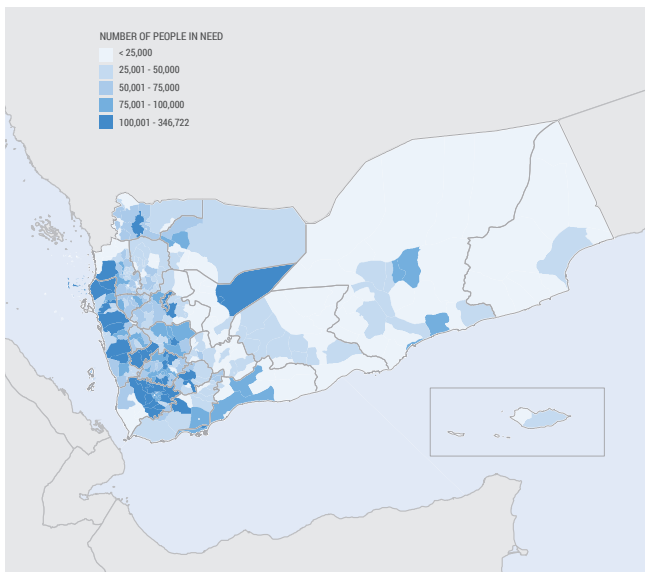 NUMBER OF PEOPLE IN NEED
< 25,000
25,001 - 50,000
50,001 - 75,000
75,001 - 100,000
100,001 - 346,722